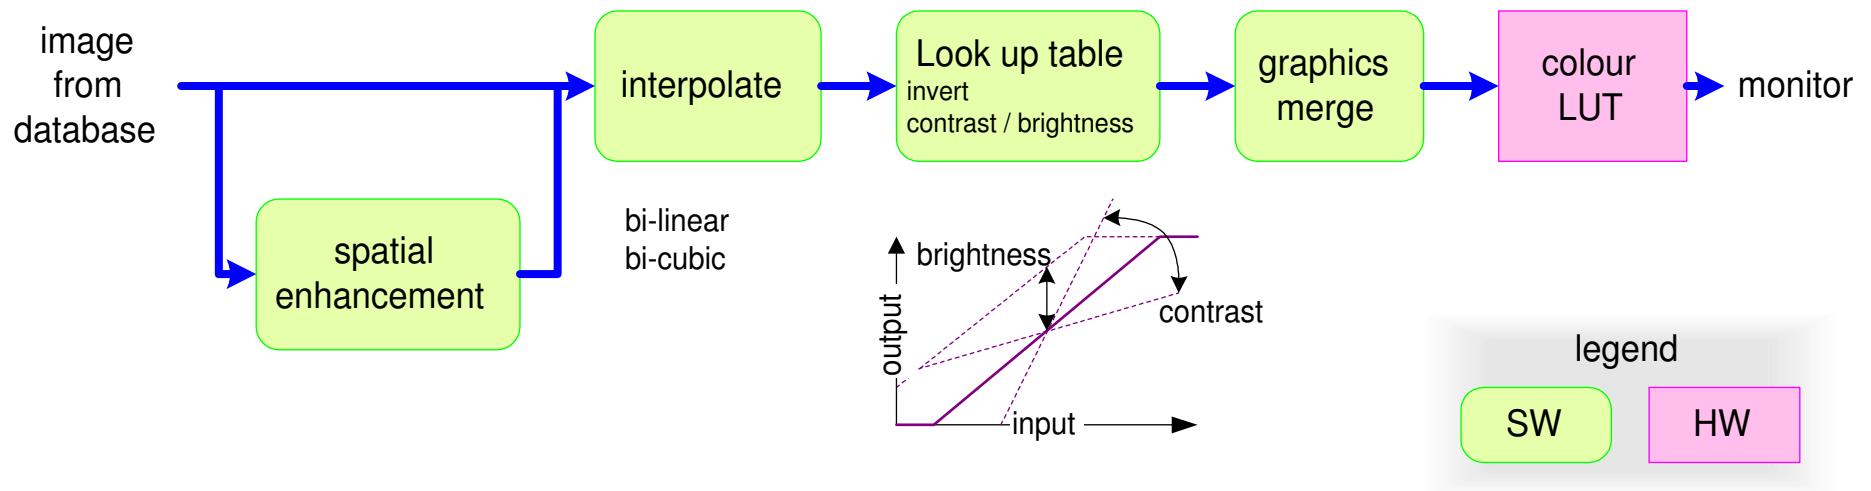 image
from
database
interpolate
Look up table
invert
contrast / brightness
graphics
merge
colour
LUT
monitor
spatial
enhancement
bi-linear
bi-cubic
brightness
output
contrast
input
legend
SW
HW